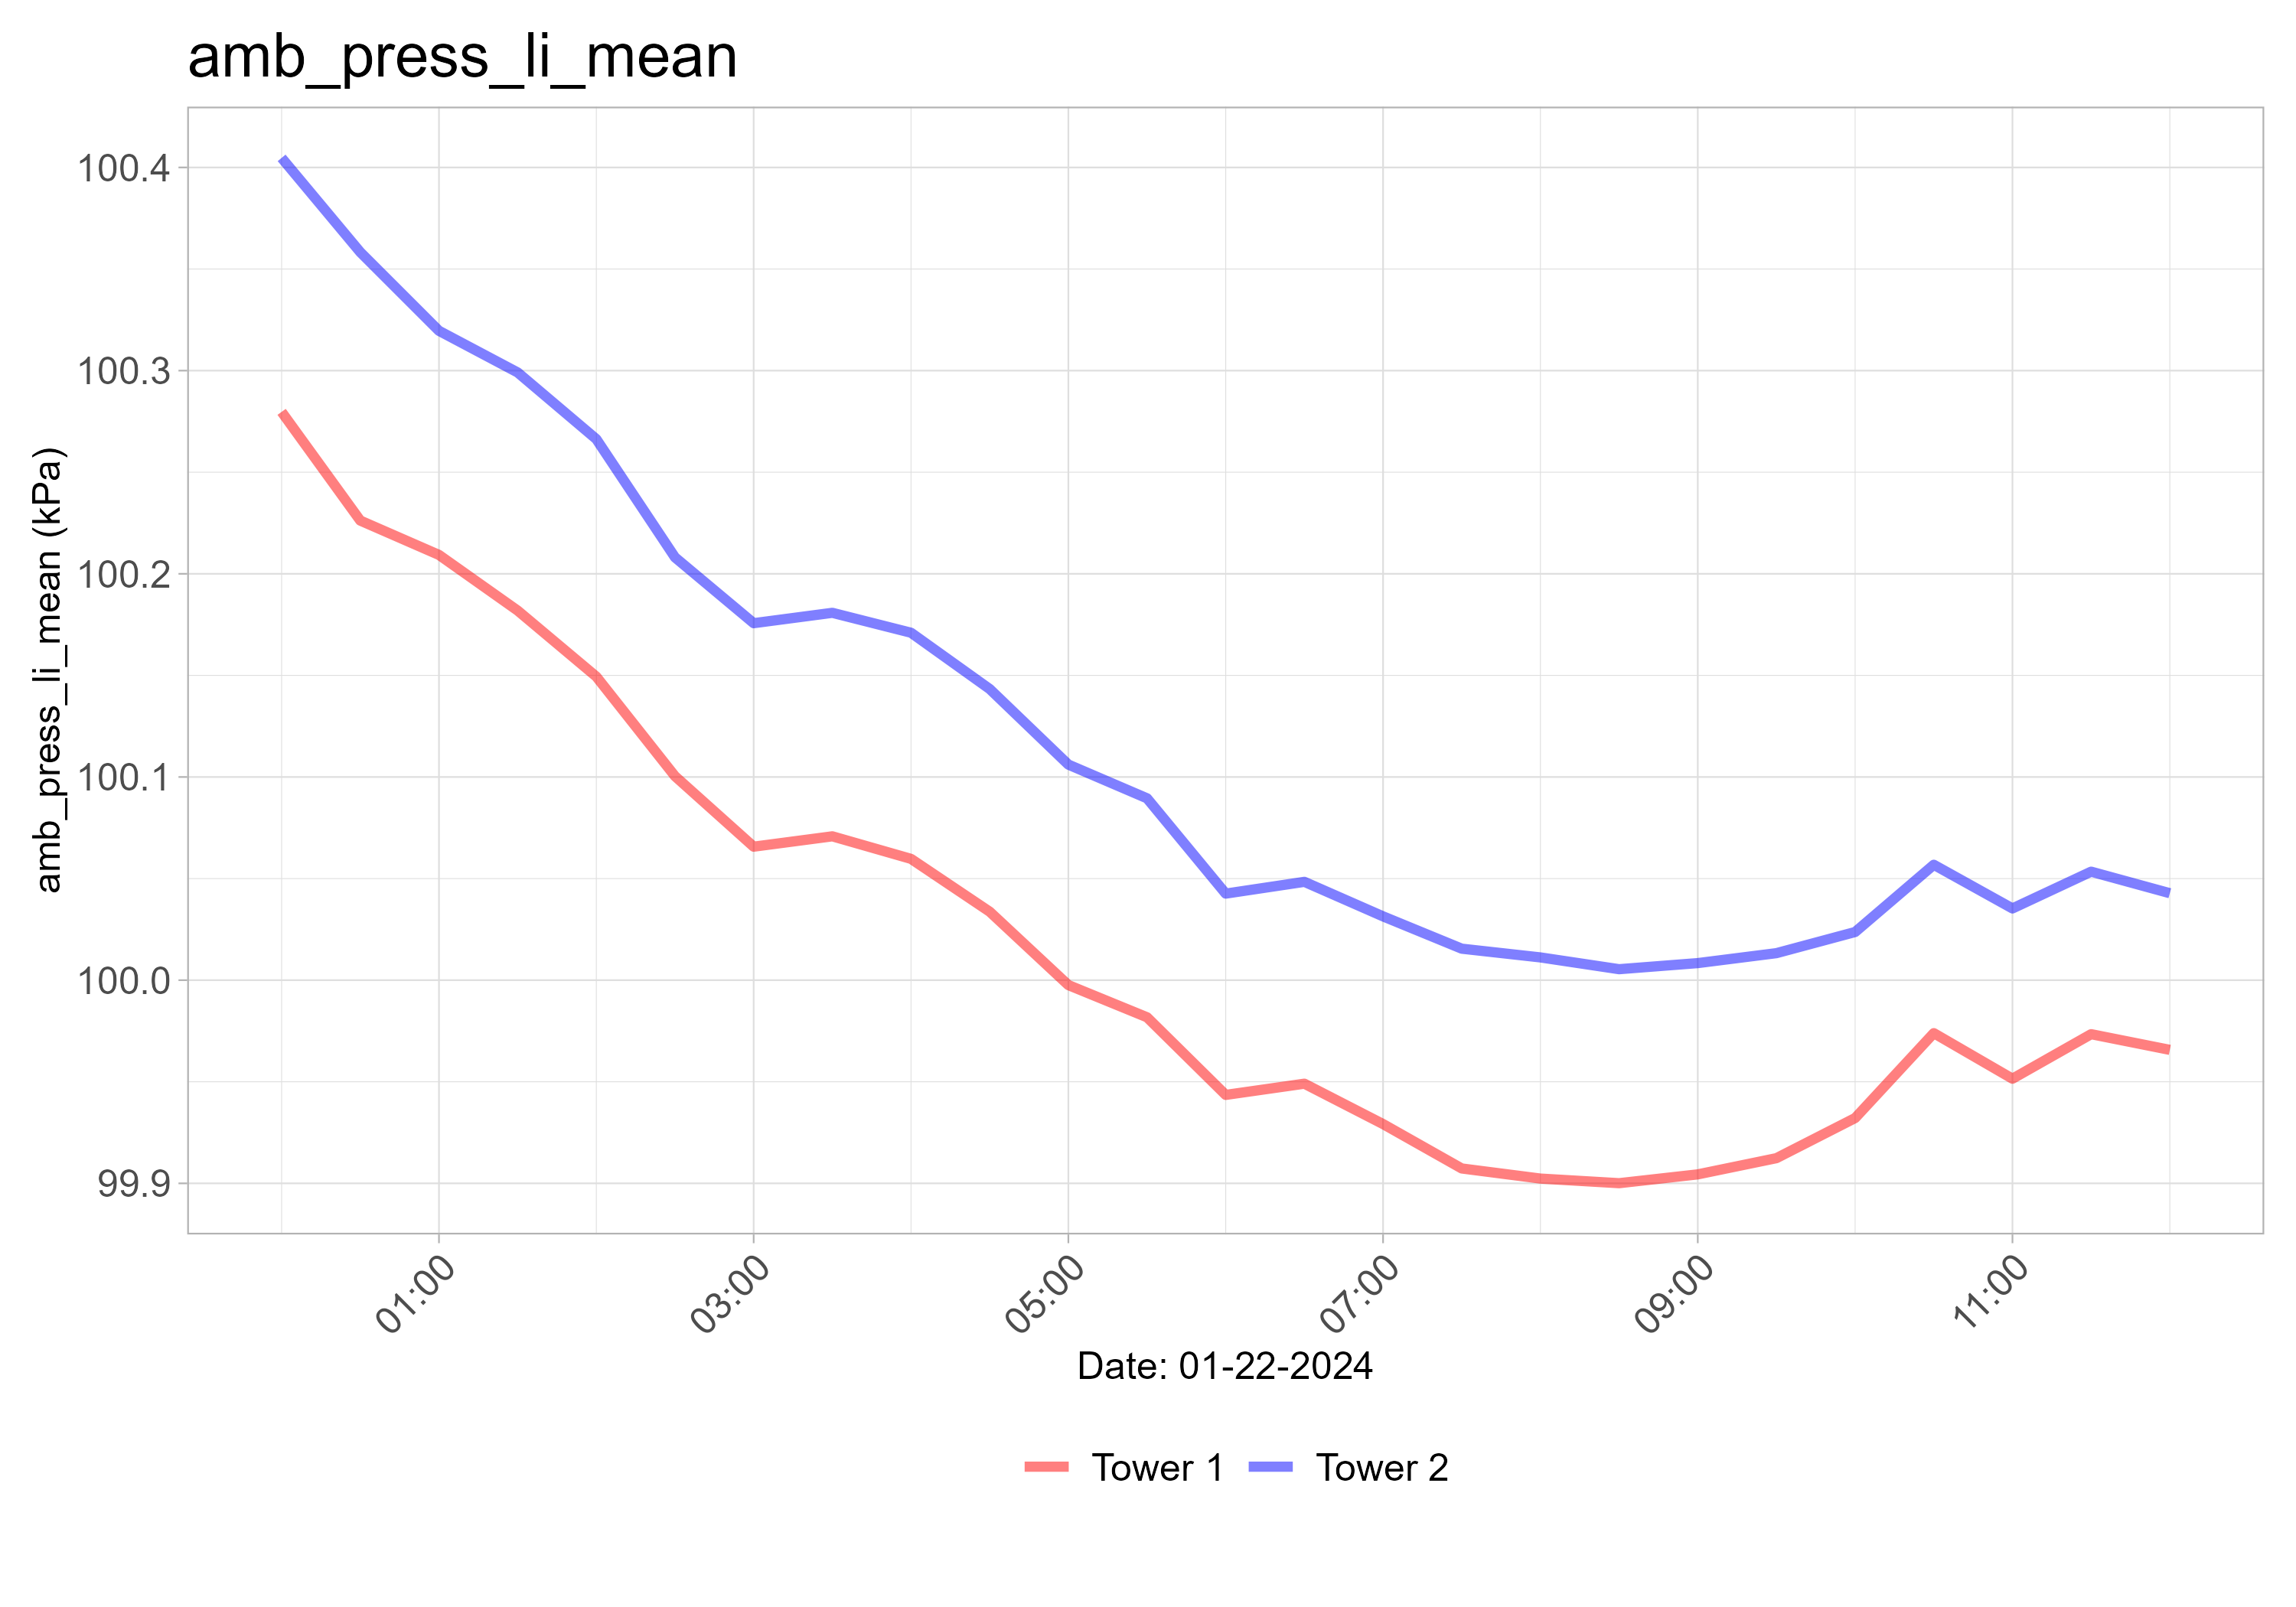 amb_press_li_mean
amb_press_li_mean (kPa)
100.4
100.3
100.2
100.1
100.0
99.9
01:00 03:00 05:00 07:00 09:00 11:00
Date: 01-22-2024
Tower 1 Tower 2